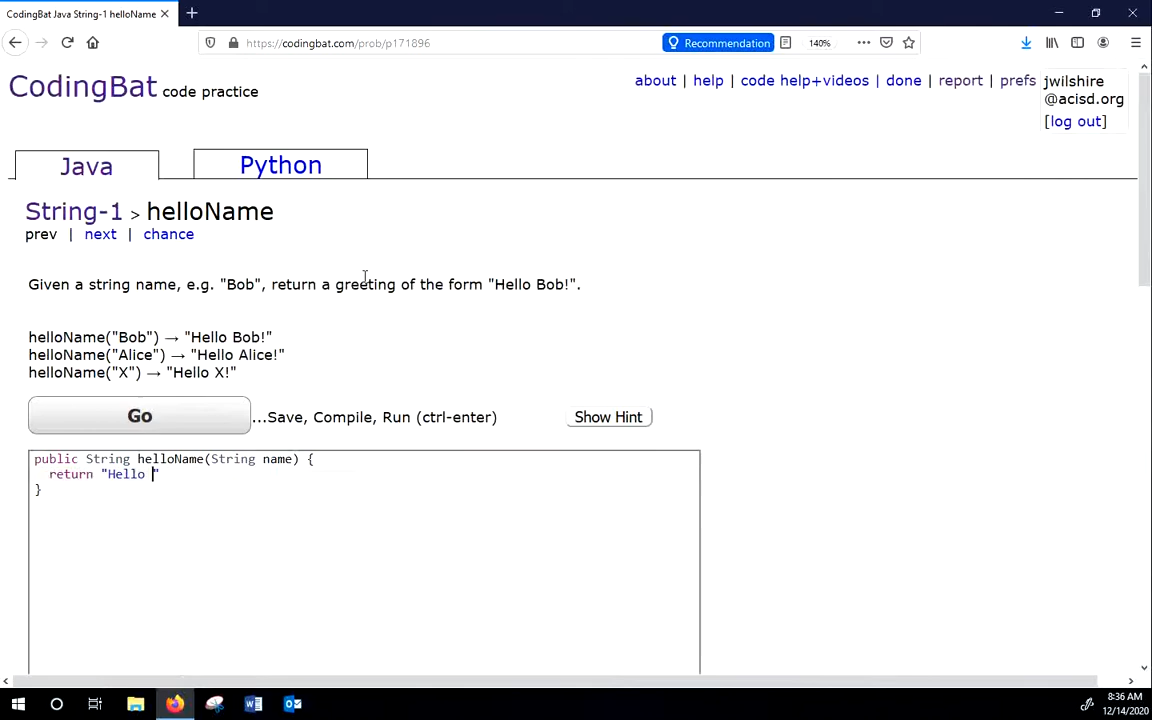 CodingBat Java String-1 helloName
https://codingbat.com/prob/p171896
Recommendation
140%
CodingBat code practice
about | help | code help+videos | done | report | prefs
jwilshire
@acisd.org
[log out]
Java
Python
String-1 > helloName
prev | next | chance
Given a string name, e.g. "Bob", return a greeting of the form "Hello Bob!".
helloName("Bob") → "Hello Bob!"
helloName("Alice") → "Hello Alice!"
helloName("X") → "Hello X!"
Go
...Save, Compile, Run (ctrl-enter)
Show Hint
public String helloName(String name) {
return "Hello "
}
8:36 AM
12/14/2020